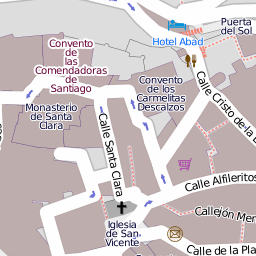 Puerta
del Sol
Hotel Abad
Convento
de las
Comendadoras de
Santiago
Convento
de los
Carmelitas
Descalzos
Monasterio
de Santa
Clara
Calle Santa Clara
Calle Cristo de la
Calle Alfileritos
Callejón Men
Iglesia
de San
Vicente
Calle de la Pla